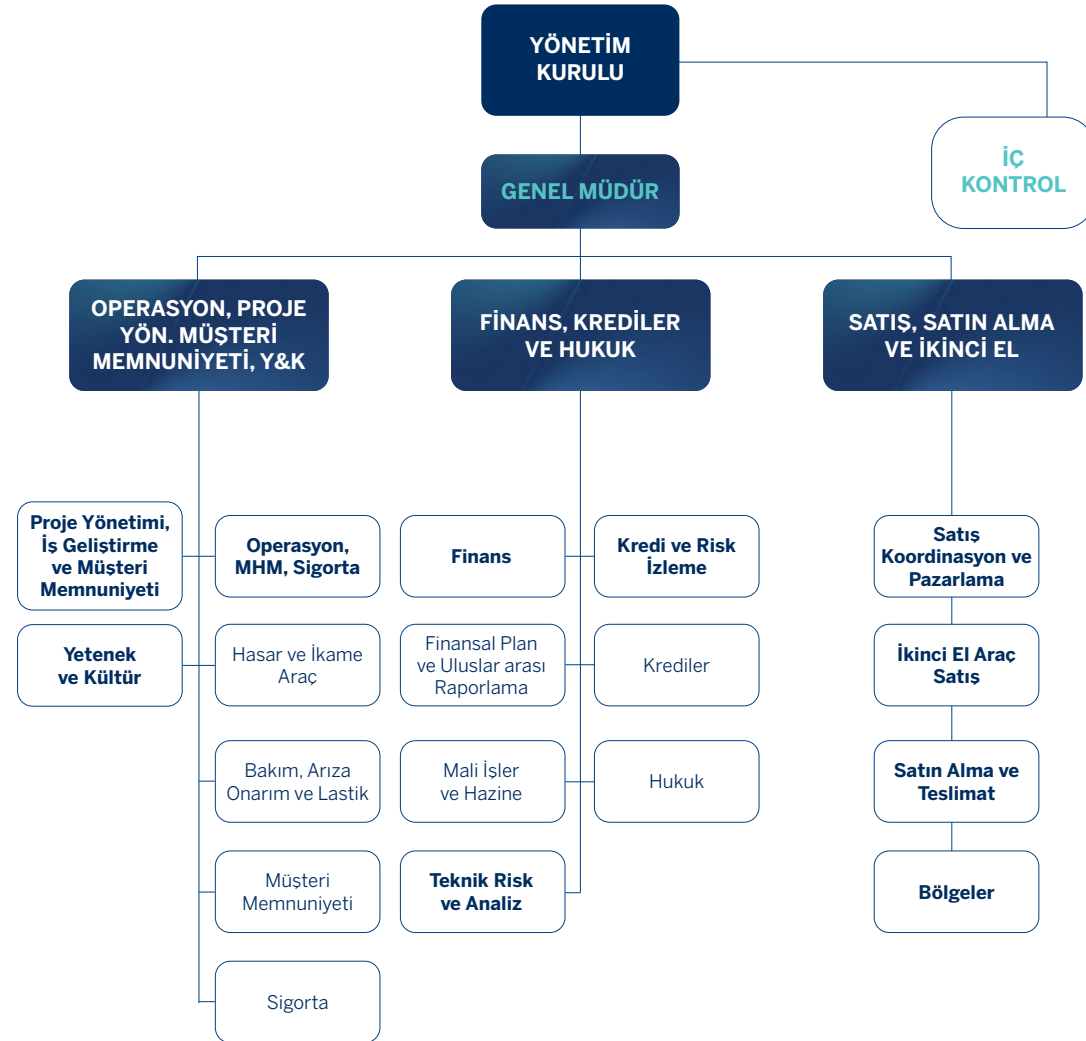 YÖNETİM
KURULU
İÇ
KONTROL
GENEL MÜDÜR
OPERASYON, PROJE
YÖN. MÜŞTERİ
MEMNUNİYETİ, Y&K
FİNANS, KREDİLER
VE HUKUK
SATIŞ, SATIN ALMA
VE İKİNCİ EL
Proje Yönetimi,
İş Geliştirme
ve Müşteri
Memnuniyeti
Operasyon,
MHM, Sigorta
Finans
Kredi ve Risk
İzleme
Satış
Koordinasyon ve
Pazarlama
Yetenek
ve Kültür
Hasar ve İkame
Araç
Finansal Plan
ve Uluslar arası
Raporlama
Krediler
İkinci El Araç
Satış
Bakım, Arıza
Onarım ve Lastik
Mali İşler
ve Hazine
Hukuk
Satın Alma ve
Teslimat
Müşteri
Memnuniyeti
Teknik Risk
ve Analiz
Bölgeler
Sigorta